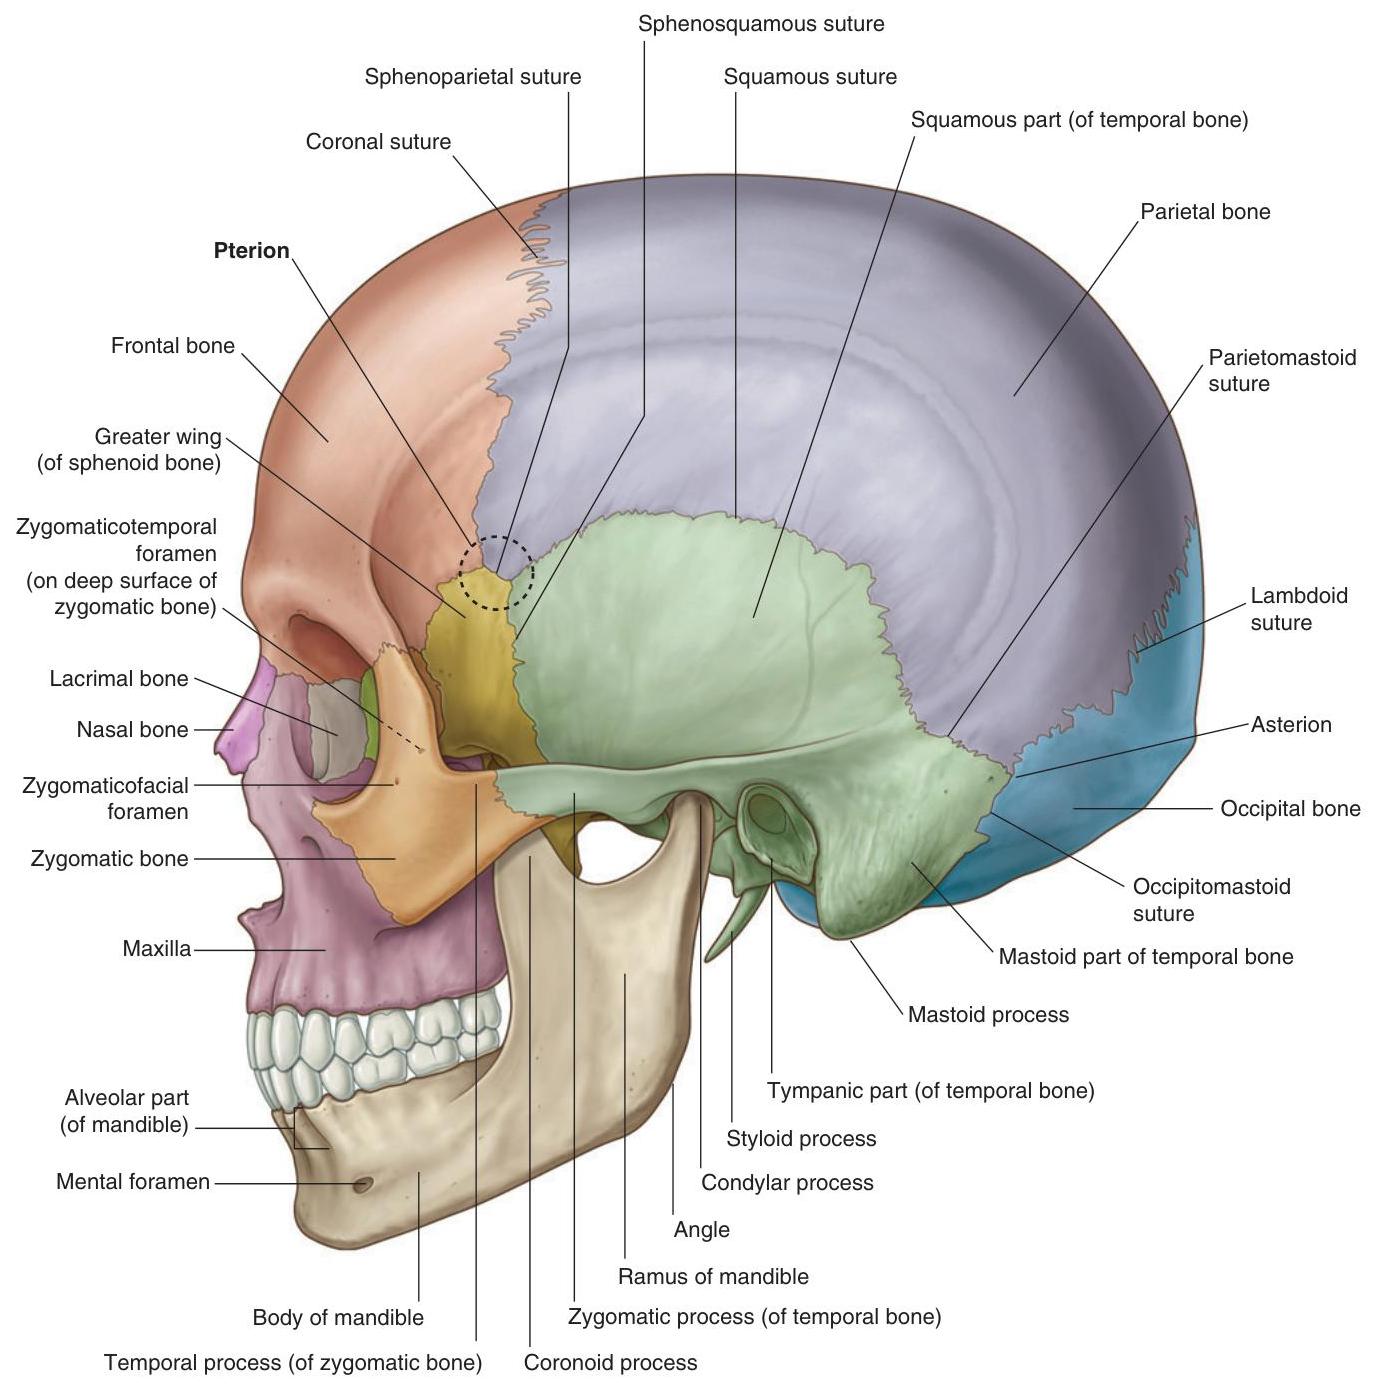 Sphenosquamous suture
Sphenoparietal suture
Squamous suture
Squamous part (of temporal bone)
Coronal suture
Parietal bone
Pterion
Frontal bone
Parietomastoid
suture
Greater wing
(of sphenoid bone)
Zygomaticotemporal
foramen
(on deep surface of
zygomatic bone)
Lambdoid
suture
Lacrimal bone
Nasal bone
Asterion
Zygomaticofacial
foramen
Occipital bone
Zygomatic bone
Occipitomastoid
suture
Maxilla
Mastoid part of temporal bone
Mastoid process
Alveolar part
(of mandible)
Tympanic part (of temporal bone)
Styloid process
Mental foramen
Condylar process
Angle
Ramus of mandible
Body of mandible
Zygomatic process (of temporal bone)
Temporal process (of zygomatic bone)
Coronoid process